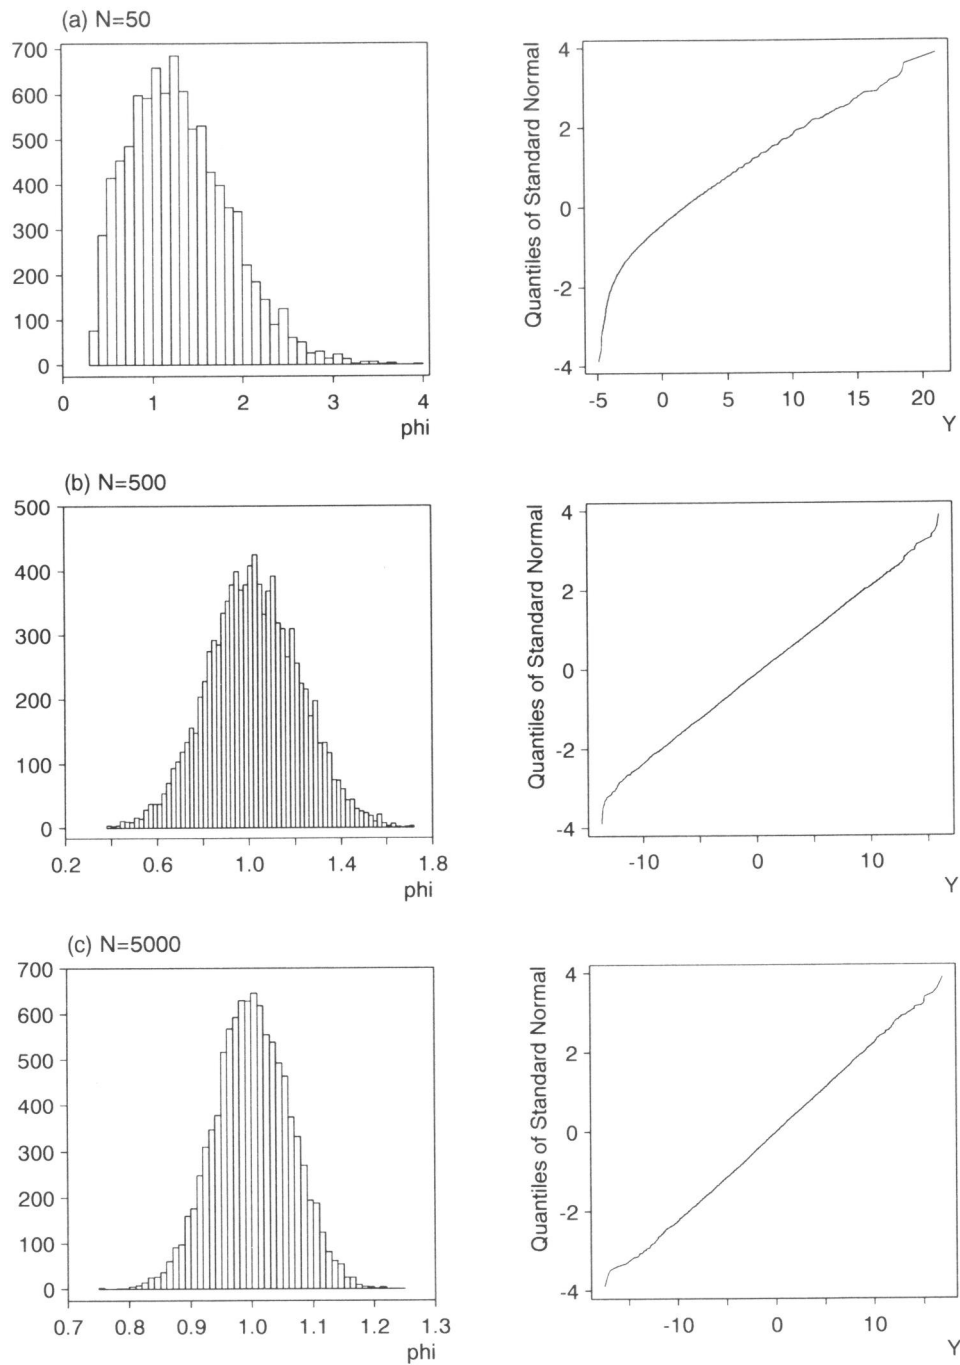 (a) N=50
700
600
500
400
300
200
100
0
0 1 2 3 4
phi
Quantiles of Standard Normal
4
2
0
-2
-4
-5 0 5 10 15 20
Y
(b) N=500
500
400
300
200
100
0
0.2 0.6 1.0 1.4 1.8
phi
Quantiles of Standard Normal
4
2
0
-2
-4
-10 0 10
Y
(c) N=5000
700
600
500
400
300
200
100
0
0.7 0.8 0.9 1.0 1.1 1.2 1.3
phi
Quantiles of Standard Normal
4
2
0
-2
-4
-10 0 10
Y